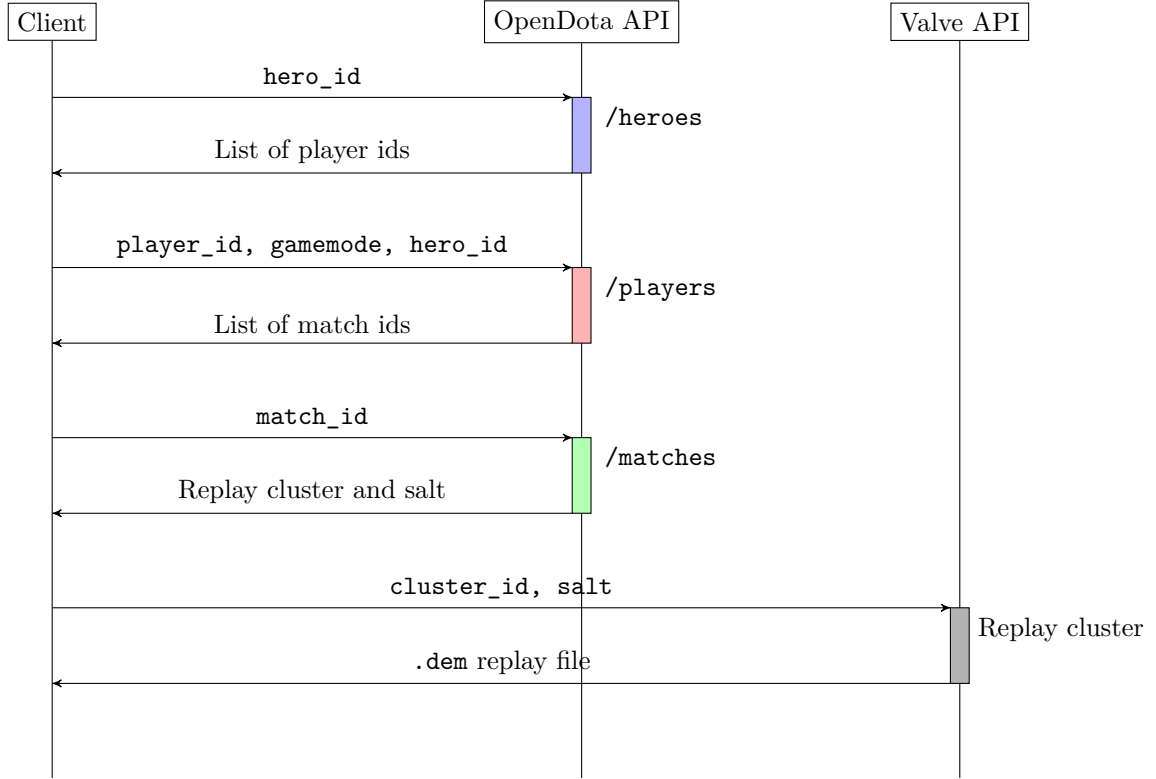 Client
OpenDota API
Valve API
hero_id
/heroes
List of player ids
player_id, gamemode, hero_id
/players
List of match ids
match_id
/matches
Replay cluster and salt
cluster_id, salt
Replay cluster
.dem replay file